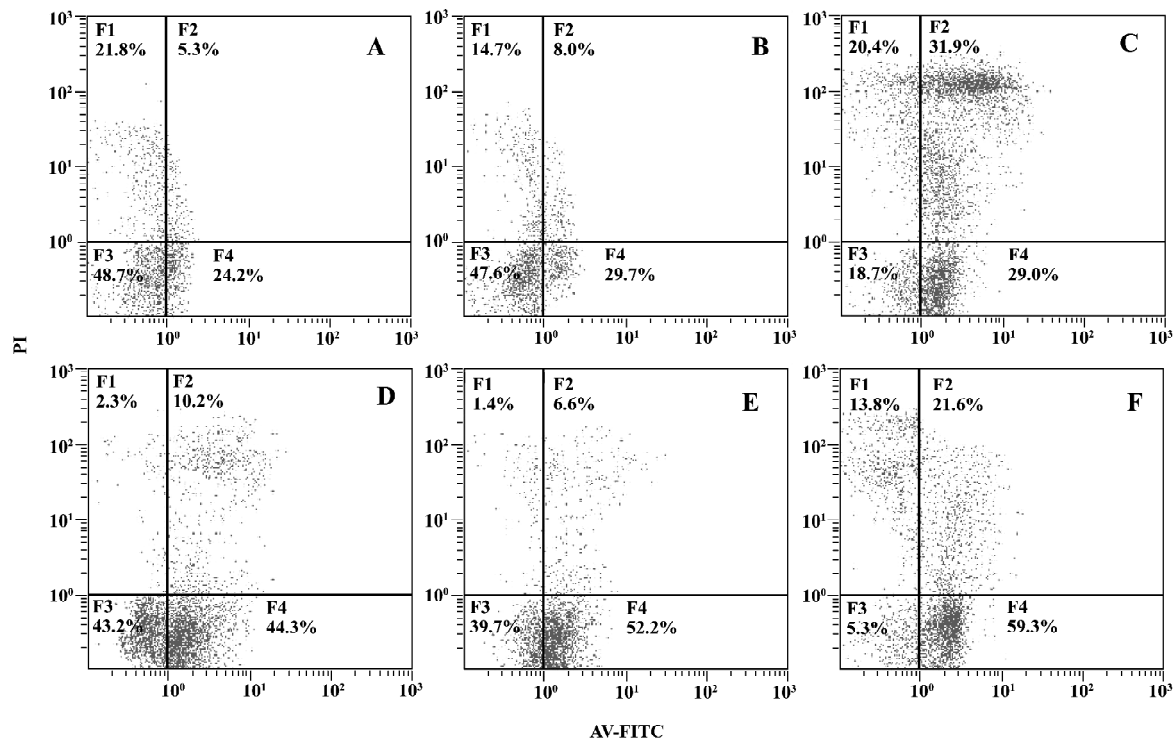 10³ F1 F2 A
21.8% 5.3%
10²
10¹
10⁰
F3 F4
48.7% 24.2%
10⁰ 10¹ 10² 10³
10³ F1 F2 B
14.7% 8.0%
10²
10¹
10⁰
F3 F4
47.6% 29.7%
10⁰ 10¹ 10² 10³
10³ F1 F2 C
20.4% 31.9%
10²
10¹
10⁰
F3 F4
18.7% 29.0%
10⁰ 10¹ 10² 10³
PI
10³ F1 F2 D
2.3% 10.2%
10²
10¹
10⁰
F3 F4
43.2% 44.3%
10⁰ 10¹ 10² 10³
10³ F1 F2 E
1.4% 6.6%
10²
10¹
10⁰
F3 F4
39.7% 52.2%
10⁰ 10¹ 10² 10³
10³ F1 F2 F
13.8% 21.6%
10²
10¹
10⁰
F3 F4
5.3% 59.3%
10⁰ 10¹ 10² 10³
AV-FITC